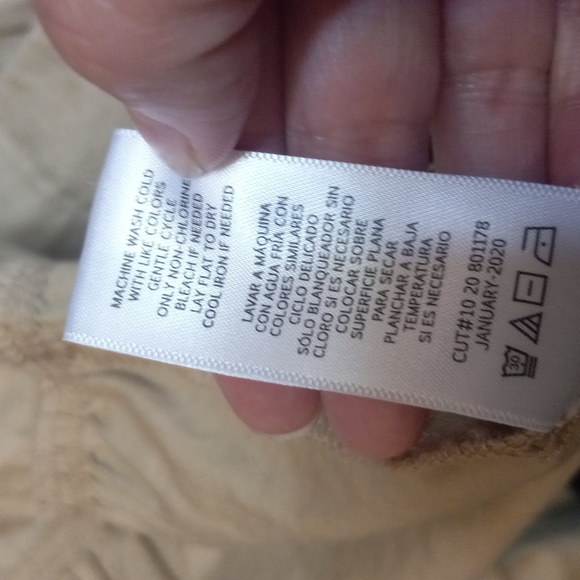 MACHINE WASH COLD
WITH LIKE COLORS
GENTLE CYCLE
ONLY NON-CHLORINE
BLEACH IF NEEDED
LAY FLAT TO DRY
COOL IRON IF NEEDED
LAVAR A MÁQUINA
CON AGUA FRÍA CON
COLORES SIMILARES
CICLO DELICADO
SÓLO BLANQUEADOR SIN
CLORO SI ES NECESARIO
COLOCAR SOBRE
SUPERFICIE PLANA
PARA SECAR
PLANCHAR A BAJA
TEMPERATURA
SI ES NECESARIO
CUT#10 20 801178
JANUARY-2020
30